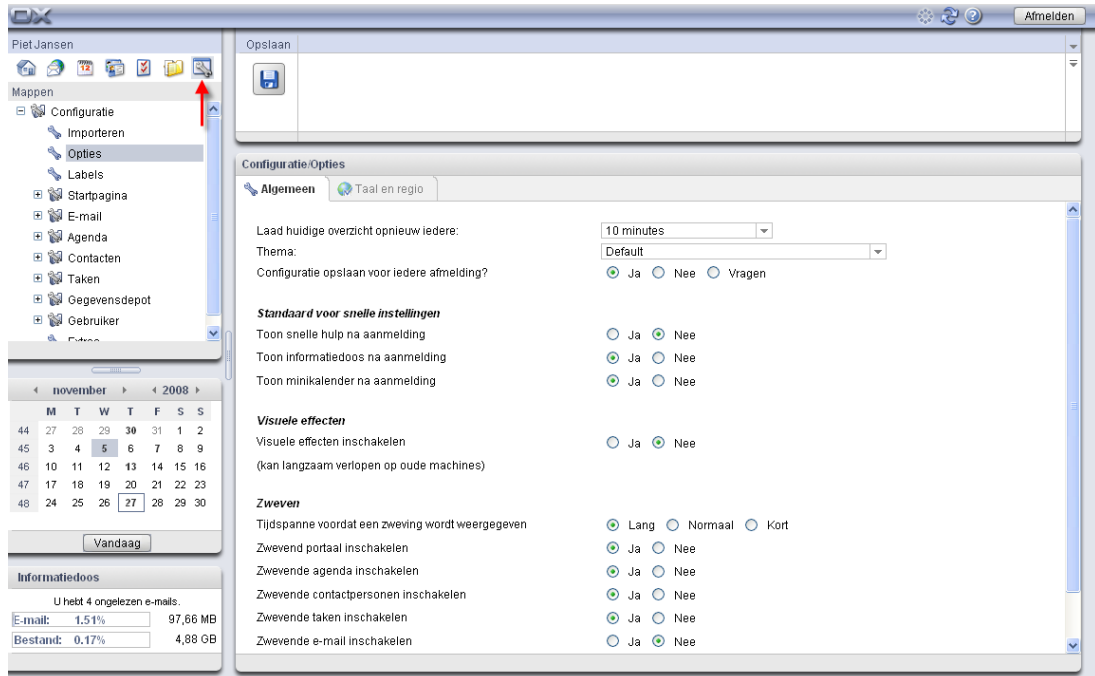 OX
Afmelden
Piet Jansen
12
Mappen
Configuratie
Importeren
Opties
Labels
Startpagina
E-mail
Agenda
Contacten
Taken
Gegevensdepot
Gebruiker
november 2008
M T W T F S S
44 27 28 29 30 31 1 2
45 3 4 5 6 7 8 9
46 10 11 12 13 14 15 16
47 17 18 19 20 21 22 23
48 24 25 26 27 28 29 30
Vandaag
Informatiedoos
U hebt 4 ongelezen e-mails.
E-mail: 1.51% 97,66 MB
Bestand: 0.17% 4,88 GB
Opslaan
Configuratie/Opties
Algemeen Taal en regio
Laad huidige overzicht opnieuw iedere: 10 minutes
Thema: Default
Configuratie opslaan voor iedere afmelding? Ja Nee Vragen
Standaard voor snelle instellingen
Toon snelle hulp na aanmelding Ja Nee
Toon informatiedoos na aanmelding Ja Nee
Toon minikalender na aanmelding Ja Nee
Visuele effecten
Visuele effecten inschakelen Ja Nee
(kan langzaam verlopen op oude machines)
Zweven
Tijdspanne voordat een zweving wordt weergegeven Lang Normaal Kort
Zwevend portaal inschakelen Ja Nee
Zwevende agenda inschakelen Ja Nee
Zwevende contactpersonen inschakelen Ja Nee
Zwevende taken inschakelen Ja Nee
Zwevende e-mail inschakelen Ja Nee